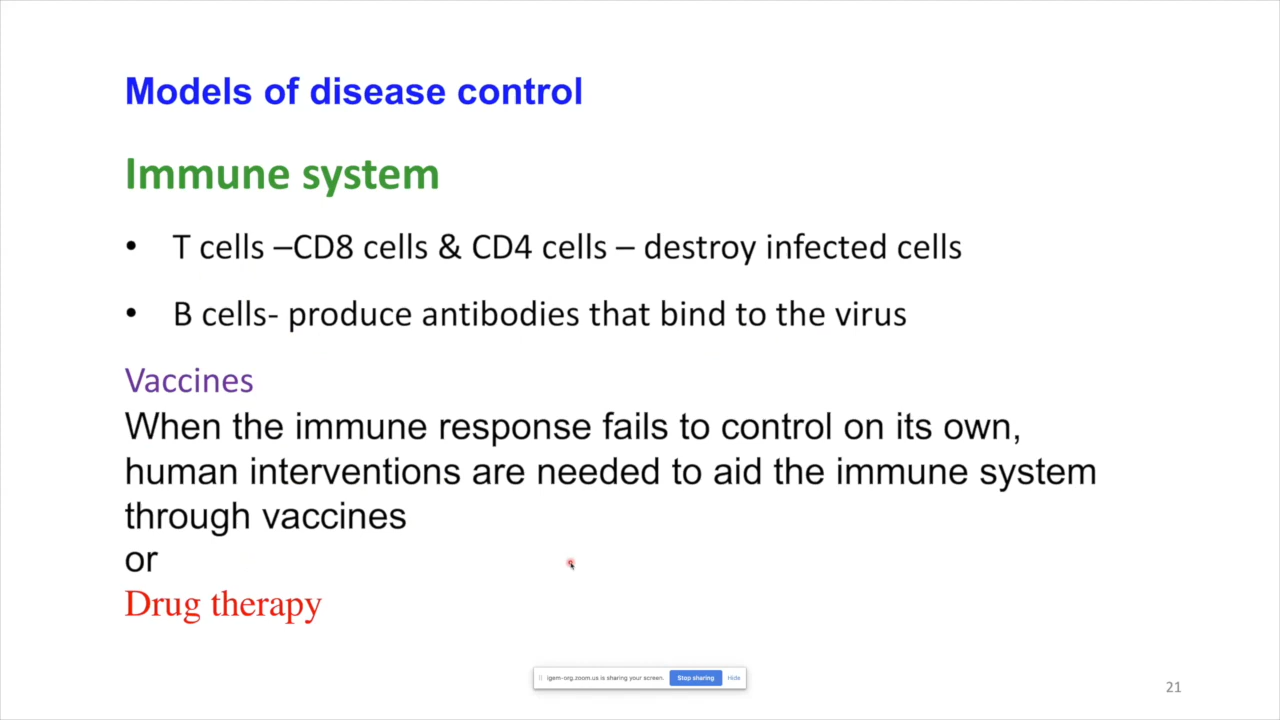 Models of disease control
Immune system
• T cells –CD8 cells & CD4 cells – destroy infected cells
• B cells- produce antibodies that bind to the virus
Vaccines
When the immune response fails to control on its own,
human interventions are needed to aid the immune system
through vaccines
or
Drug therapy
igem-org.zoom.us is sharing your screen. Stop sharing Hide
21